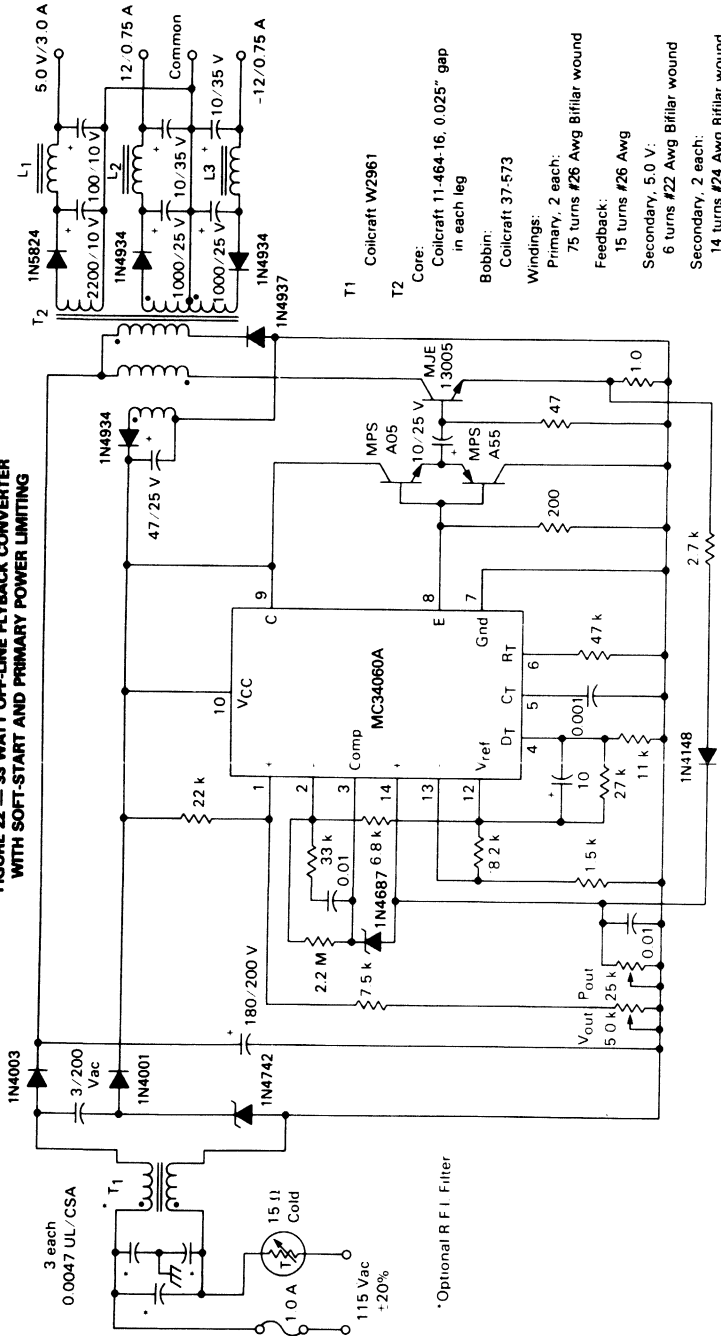 FIGURE 22 — 33 WATT OFF-LINE FLYBACK CONVERTER
WITH SOFT-START AND PRIMARY POWER LIMITING
3 each
0.0047 UL/CSA
*
*
*
T1
1.0 A
15 Ω
Cold
T
115 Vac
±20%
*Optional R.F.I. Filter
1N4003
3/200
Vac
1N4001
1N4742
180/200 V
+
22 k
10
VCC
MC34060A
1
+
2
-
3
Comp
14
+
13
-
12
Vref
DT
4
CT
5
RT
6
Gnd
7
E
8
C
9
2.2 M
33 k
0.01
6.8 k
1N4687
7.5 k
8.2 k
Vout
5.0 k
Pout
25 k
0.01
1.5 k
+
10
27 k
11 k
0.001
47 k
1N4148
2.7 k
200
47
1.0
MPS
A05
10/25 V
+
MPS
A55
MJE
13005
1N4934
47/25 V
+
1N4937
T2
1N5824
2200/10 V
+
L1
100/10 V
+
5.0 V/3.0 A
1N4934
1000/25 V
+
L2
10/35 V
+
12/0.75 A
Common
1000/25 V
+
1N4934
L3
10/35 V
+
-12/0.75 A
T1
Coilcraft W2961
T2
Core:
Coilcraft 11-464-16, 0.025″ gap
in each leg
Bobbin:
Coilcraft 37-573
Windings:
Primary, 2 each:
75 turns #26 Awg Bifilar wound
Feedback:
15 turns #26 Awg
Secondary, 5.0 V:
6 turns #22 Awg Bifilar wound
Secondary, 2 each:
14 turns #24 Awg Bifilar wound